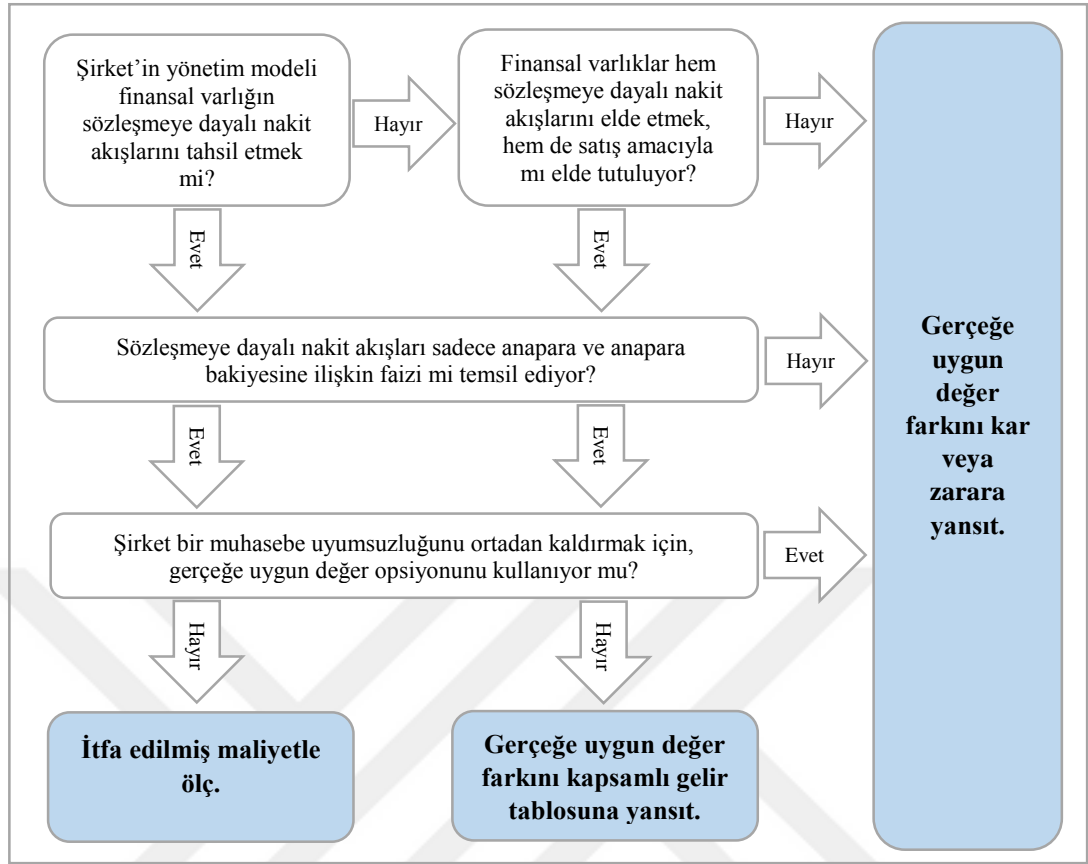 Şirket’in yönetim modeli
finansal varlığın
sözleşmeye dayalı nakit
akışlarını tahsil etmek
mi?
Hayır
Finansal varlıklar hem
sözleşmeye dayalı nakit
akışlarını elde etmek,
hem de satış amacıyla
mı elde tutuluyor?
Hayır
Evet
Evet
Sözleşmeye dayalı nakit akışları sadece anapara ve anapara
bakiyesine ilişkin faizi mi temsil ediyor?
Hayır
Evet
Evet
Şirket bir muhasebe uyumsuzluğunu ortadan kaldırmak için,
gerçeğe uygun değer opsiyonunu kullanıyor mu?
Evet
Hayır
Hayır
İtfa edilmiş maliyetle
ölç.
Gerçeğe uygun değer
farkını kapsamlı gelir
tablosuna yansıt.
Gerçeğe
uygun
değer
farkını kar
veya
zarara
yansıt.